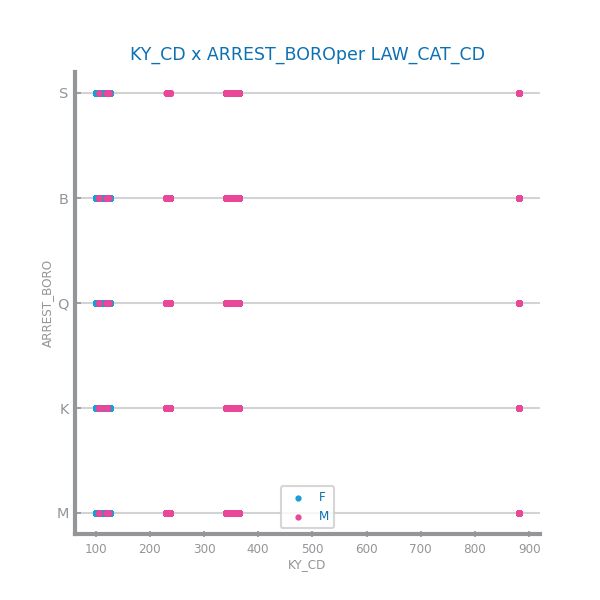 KY_CD x ARREST_BOROper LAW_CAT_CD
S
B
Q
K
M
ARREST_BORO
F
M
100 200 300 400 500 600 700 800 900
KY_CD